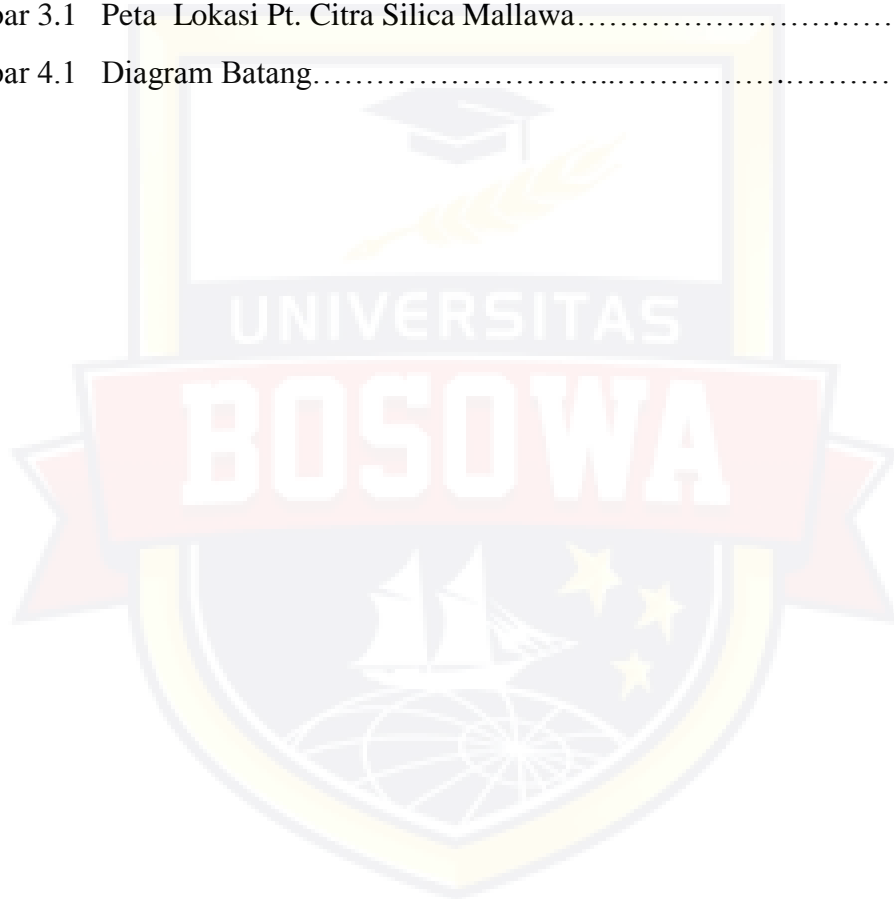 bar 3.1 Peta Lokasi Pt. Citra Silica Mallawa…………………….……
bar 4.1 Diagram Batang………………………..…………….…………
UNIVERSITAS
BOSOWA